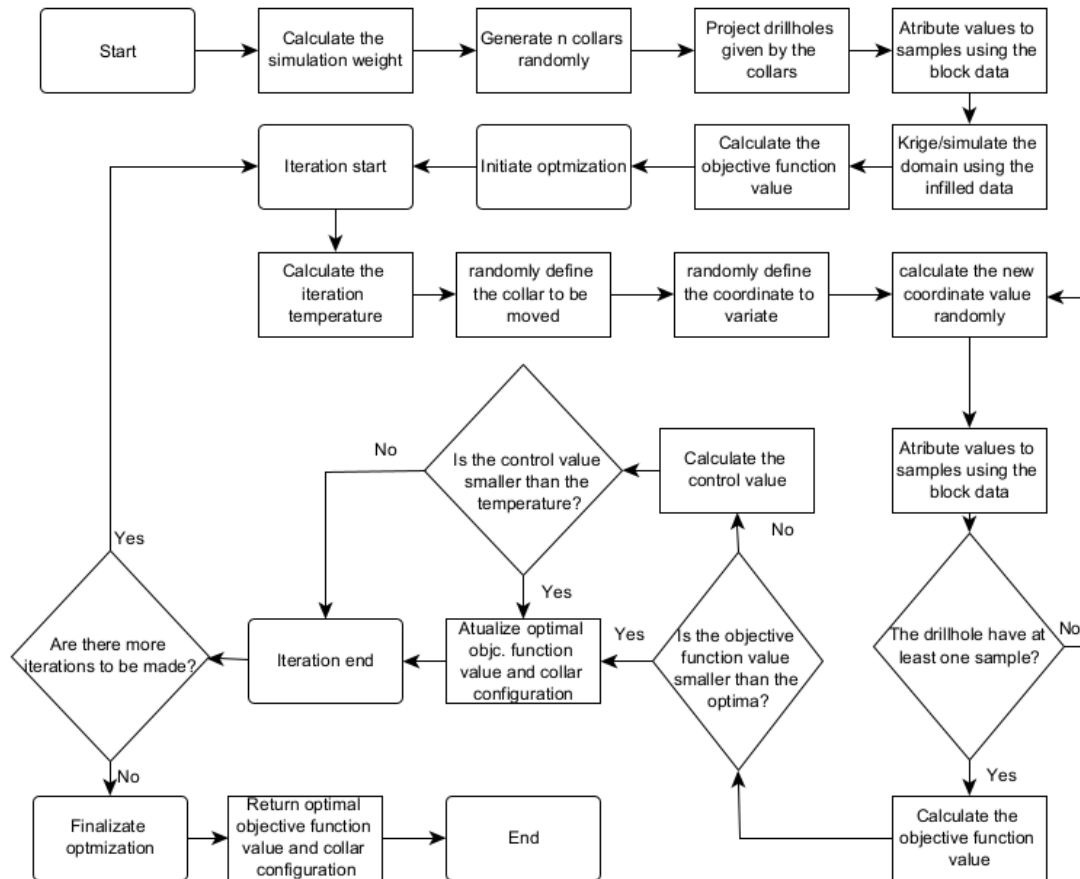 Start
Calculate the
simulation weight
Generate n collars
randomly
Project drillholes
given by the
collars
Atribute values to
samples using the
block data
Iteration start
Initiate optmization
Calculate the
objective function
value
Krige/simulate the
domain using the
infilled data
Calculate the
iteration
temperature
randomly define
the collar to be
moved
randomly define
the coordinate to
variate
calculate the new
coordinate value
randomly
No
Is the control value
smaller than the
temperature?
Calculate the
control value
Atribute values to
samples using the
block data
No
Yes
Yes
Are there more
iterations to be
made?
Iteration end
Atualize optimal
objc. function
value and collar
configuration
Yes
Is the objective
function value
smaller than the
optima?
The drillhole have at
least one sample?
No
No
Yes
Finalizate
optmization
Return optimal
objective function
value and collar
configuration
End
Calculate the
objective function
value